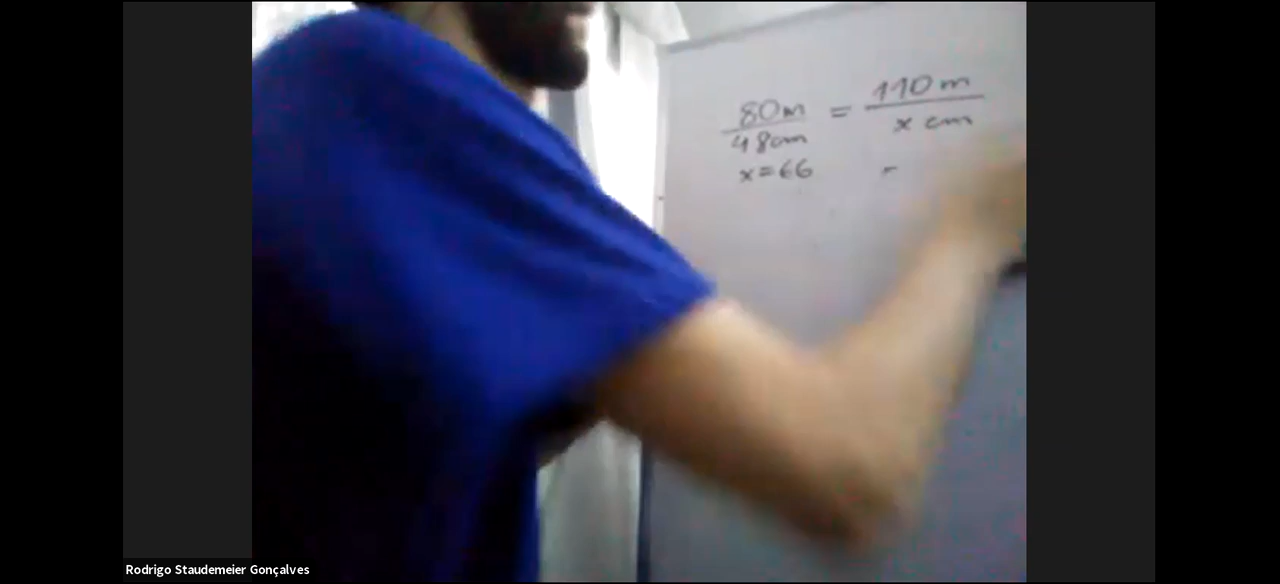 80m = 110m
48cm x cm
x=66 -
Rodrigo Staudemeier Gonçalves